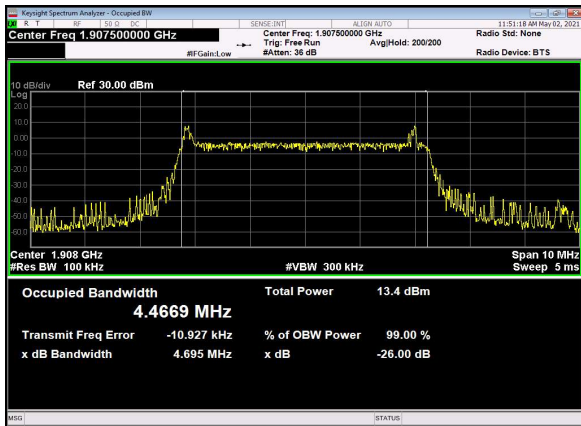 Keysight Spectrum Analyzer - Occupied BW
R T RF 50 Ω DC SENSE:INT ALIGN AUTO 11:51:18 AM May 02, 2021
Center Freq 1.907500000 GHz Center Freq: 1.907500000 GHz Radio Std: None
Trig: Free Run Avg|Hold: 200/200
#IFGain:Low #Atten: 36 dB Radio Device: BTS
10 dB/div Ref 30.00 dBm
Log
20.0
10.0
0.00
-10.0
-20.0
-30.0
-40.0
-50.0
-60.0
Center 1.908 GHz Span 10 MHz
#Res BW 100 kHz #VBW 300 kHz Sweep 5 ms
Occupied Bandwidth Total Power 13.4 dBm
4.4669 MHz
Transmit Freq Error -10.927 kHz % of OBW Power 99.00 %
x dB Bandwidth 4.695 MHz x dB -26.00 dB
MSG STATUS